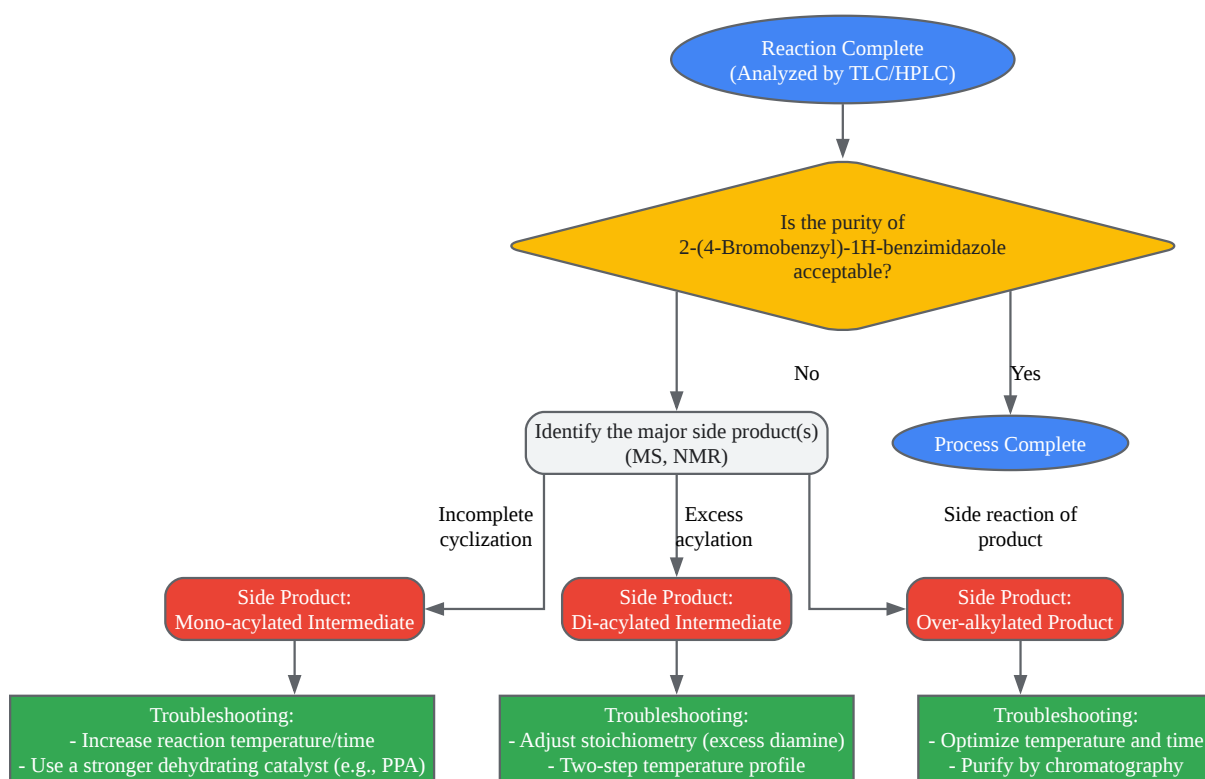 Reaction Complete
(Analyzed by TLC/HPLC)
Is the purity of
2-(4-Bromobenzyl)-1H-benzimidazole
acceptable?
No
Yes
Identify the major side product(s)
(MS, NMR)
Process Complete
Incomplete
cyclization
Excess
acylation
Side reaction of
product
Side Product:
Mono-acylated Intermediate
Side Product:
Di-acylated Intermediate
Side Product:
Over-alkylated Product
Troubleshooting:
- Increase reaction temperature/time
- Use a stronger dehydrating catalyst (e.g., PPA)
Troubleshooting:
- Adjust stoichiometry (excess diamine)
- Two-step temperature profile
Troubleshooting:
- Optimize temperature and time
- Purify by chromatography